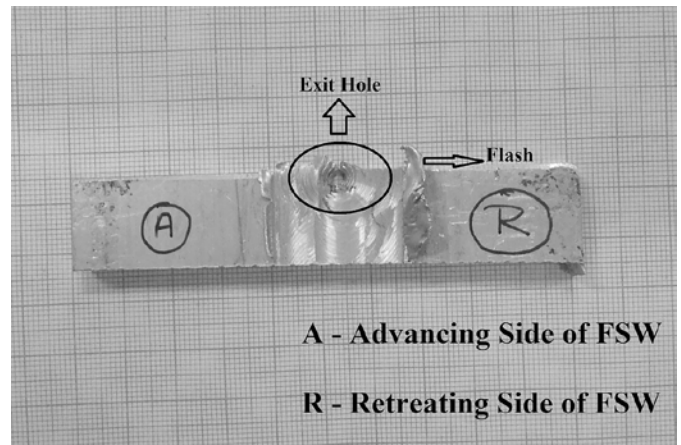 Exit Hole
Flash
A
R
A - Advancing Side of FSW
R - Retreating Side of FSW